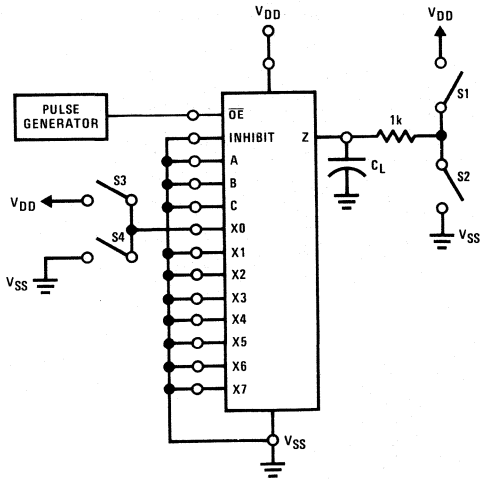 VDD
VDD
PULSE
GENERATOR
OE
INHIBIT
Z
1k
S1
A
CL
B
S2
S3
C
VDD
X0
S4
VSS
X1
VSS
X2
X3
X4
X5
X6
X7
VSS